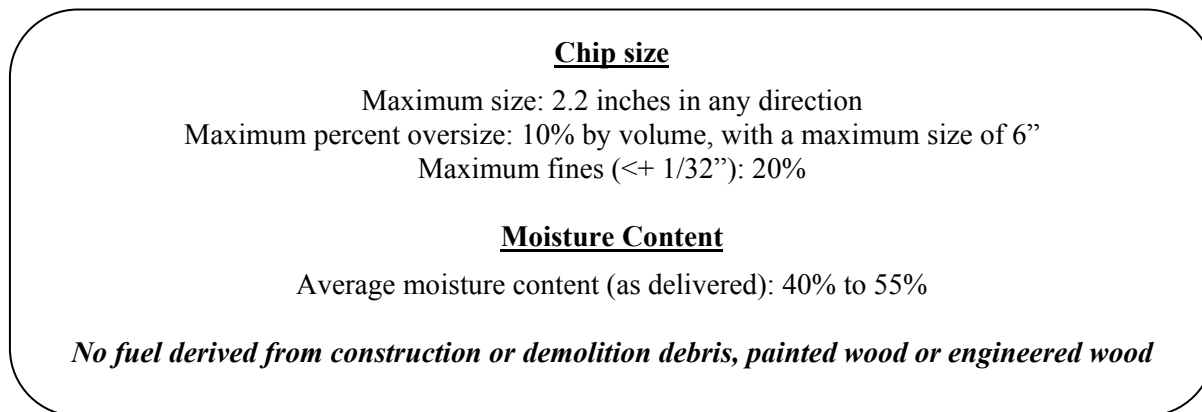 Chip size
Maximum size: 2.2 inches in any direction
Maximum percent oversize: 10% by volume, with a maximum size of 6”
Maximum fines (<+ 1/32”): 20%
Moisture Content
Average moisture content (as delivered): 40% to 55%
No fuel derived from construction or demolition debris, painted wood or engineered wood